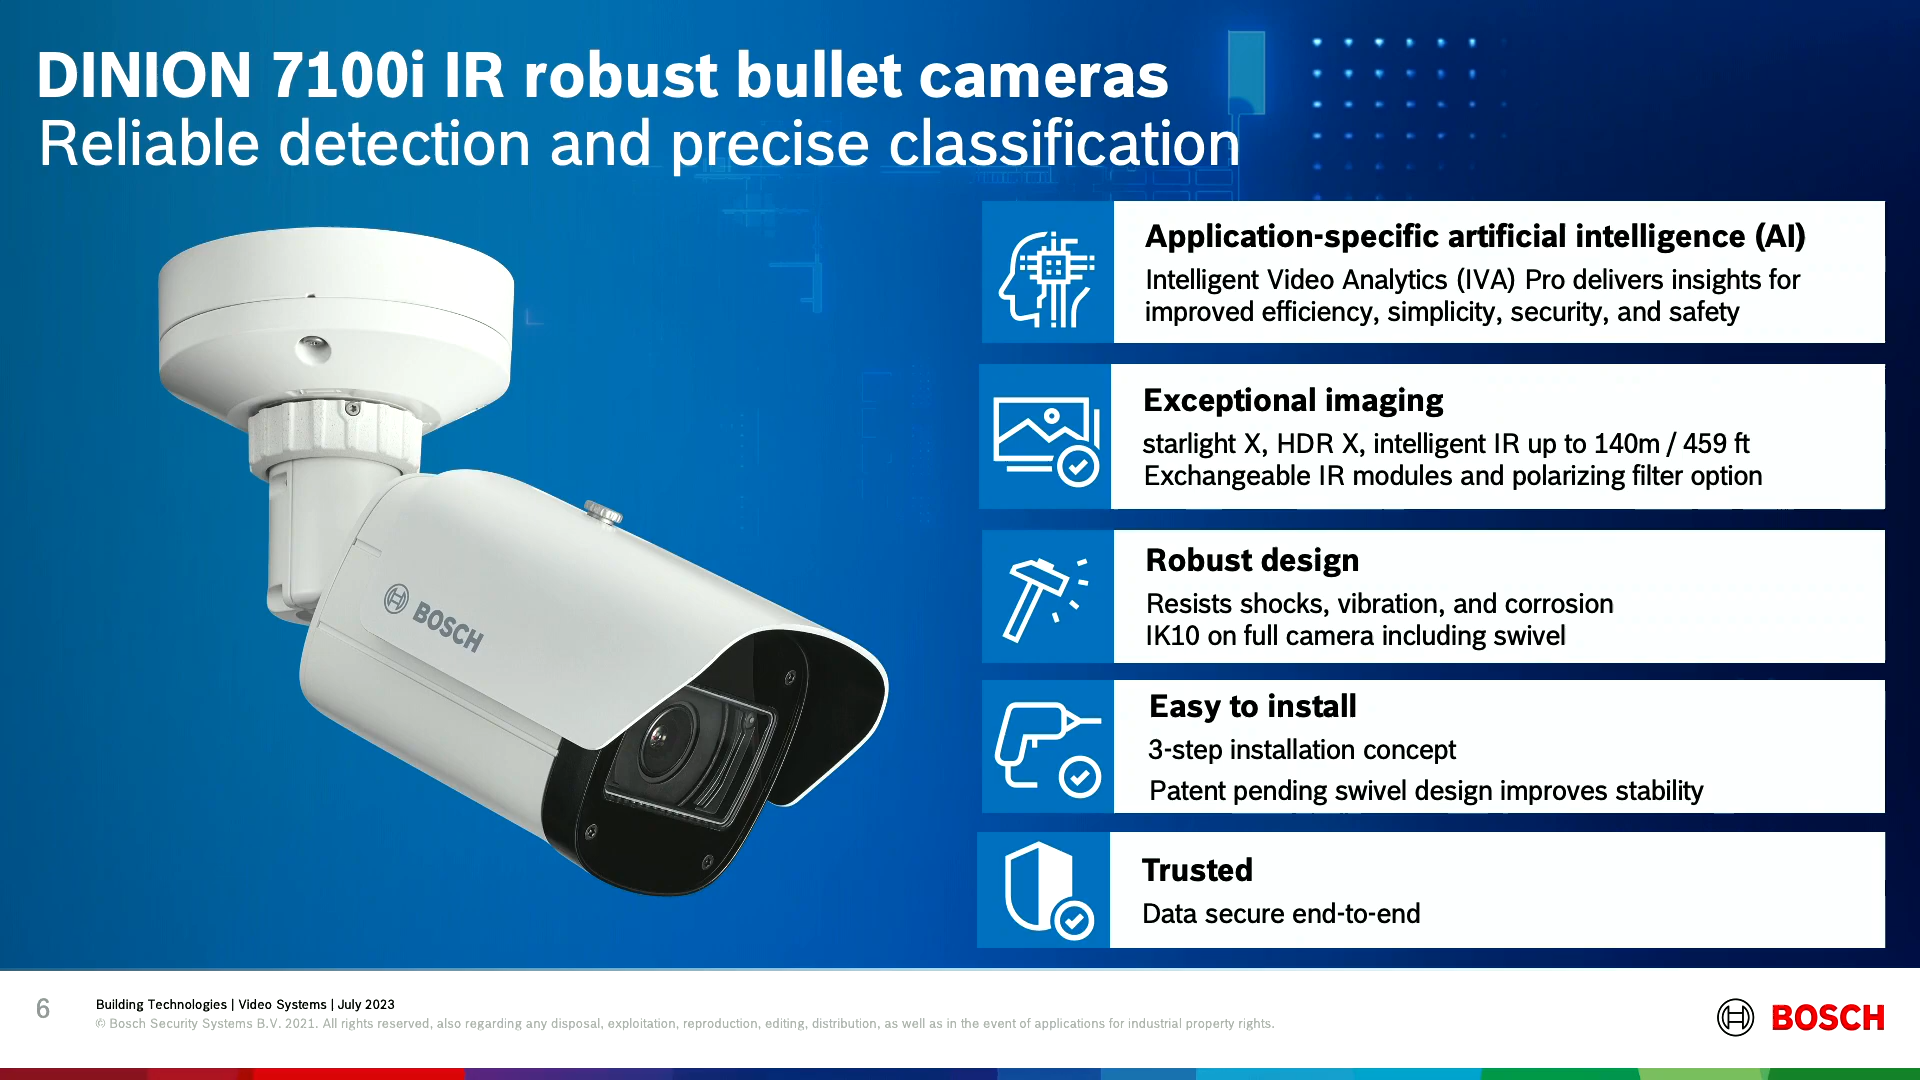 DINION 7100i IR robust bullet cameras
Reliable detection and precise classification
BOSCH
Application-specific artificial intelligence (AI)
Intelligent Video Analytics (IVA) Pro delivers insights for
improved efficiency, simplicity, security, and safety
Exceptional imaging
starlight X, HDR X, intelligent IR up to 140m / 459 ft
Exchangeable IR modules and polarizing filter option
Robust design
Resists shocks, vibration, and corrosion
IK10 on full camera including swivel
Easy to install
3-step installation concept
Patent pending swivel design improves stability
Trusted
Data secure end-to-end
6
Building Technologies | Video Systems | July 2023
© Bosch Security Systems B.V. 2021. All rights reserved, also regarding any disposal, exploitation, reproduction, editing, distribution, as well as in the event of applications for industrial property rights.
BOSCH